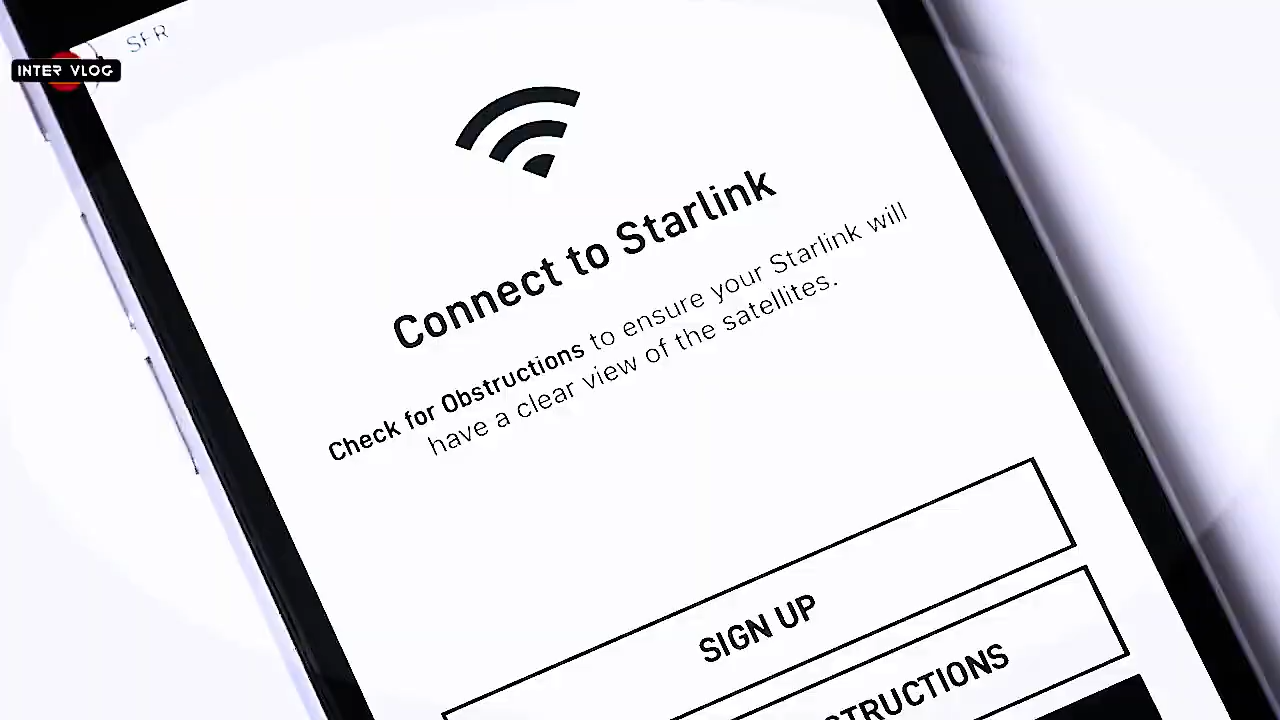 SFR
INTER VLOG
Connect to Starlink
Check for Obstructions to ensure your Starlink will
have a clear view of the satellites.
SIGN UP
STRUCTIONS